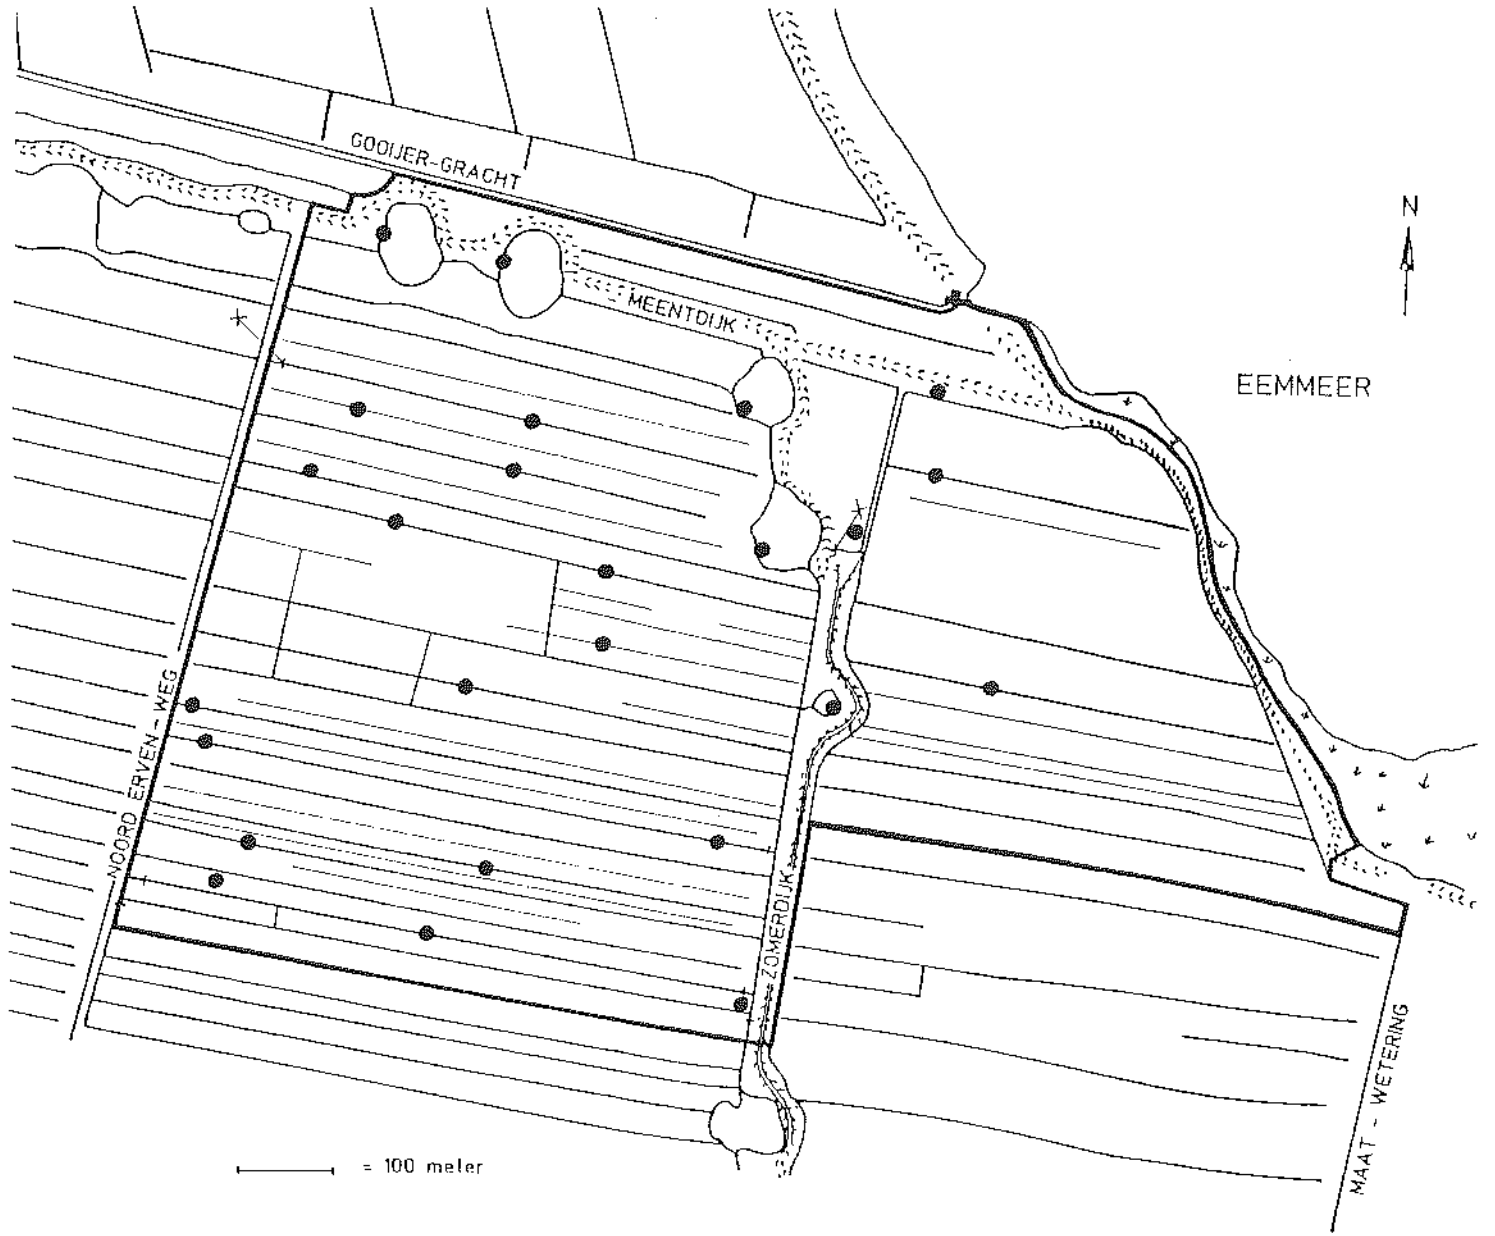 GOOIJER-GRACHT
N
MEENTDIJK
EEMMEER
NOORD ERVEN - WEG
ZOMERDIJK
MAAT - WETERING
= 100 meter